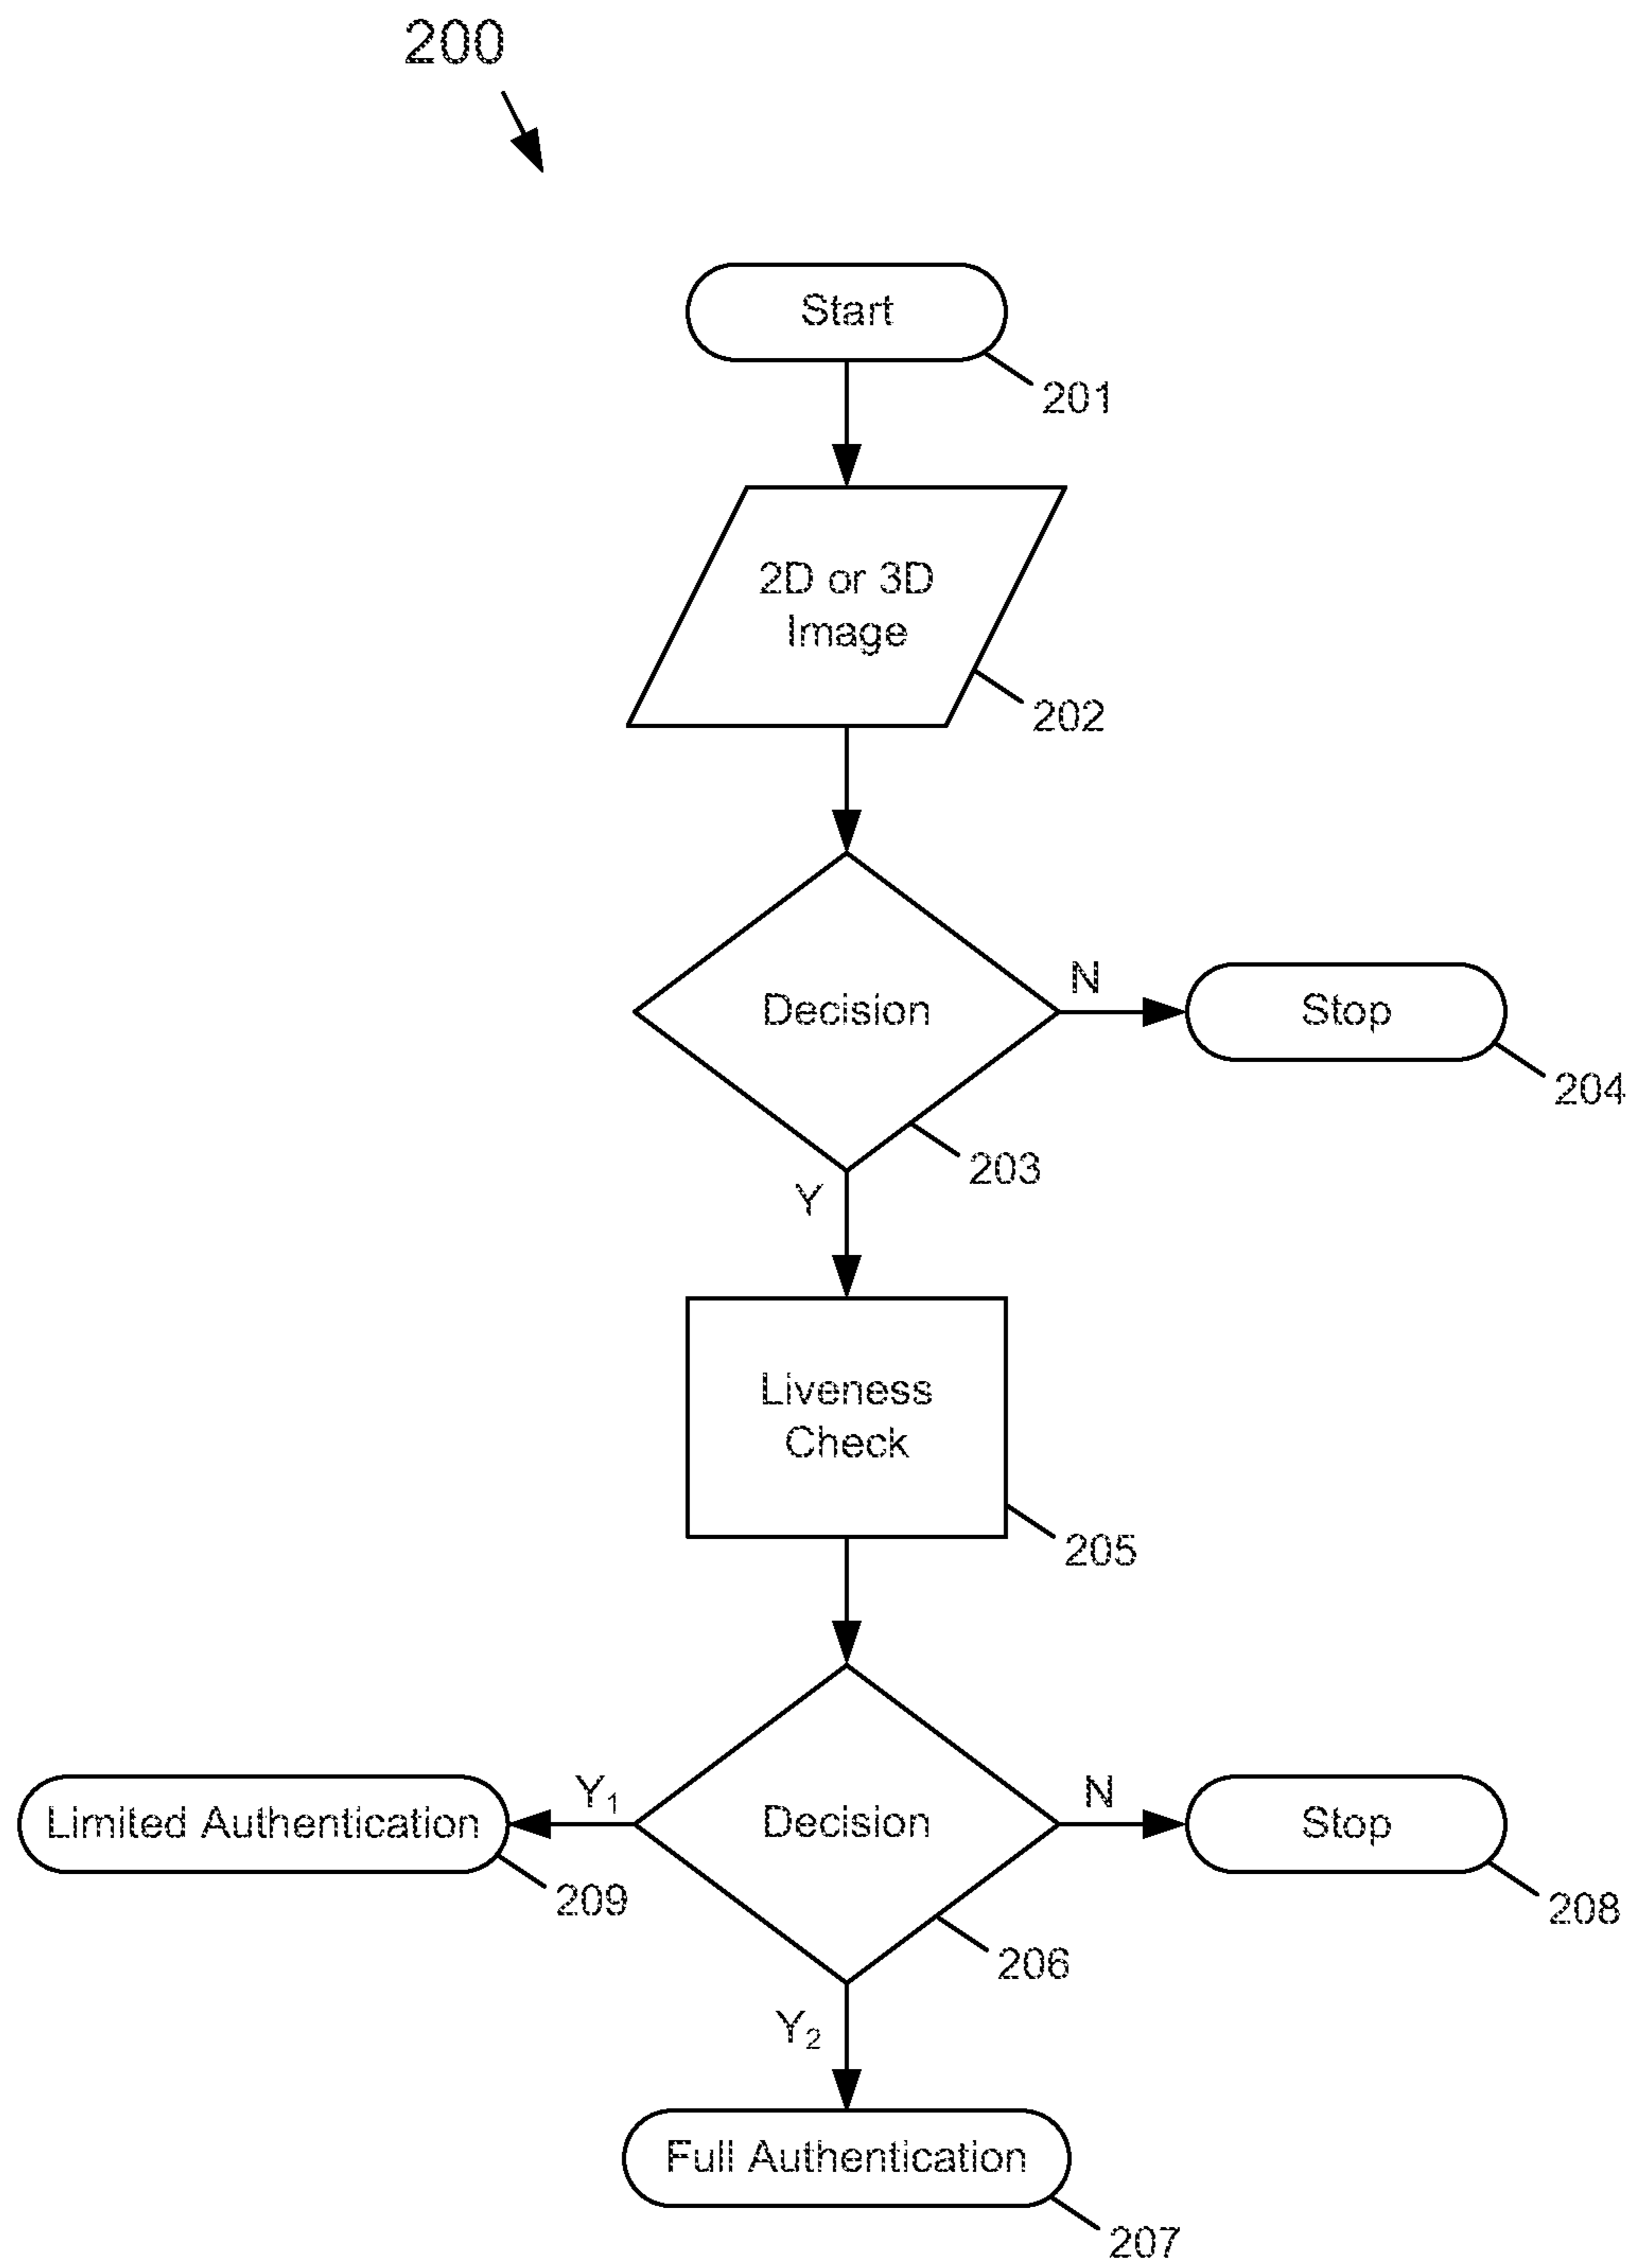 200
Start
201
2D or 3D
Image
202
Decision
N
Stop
204
203
Y
Liveness
Check
205
Limited Authentication
Y₁
Decision
N
Stop
209
208
206
Y₂
Full Authentication
207